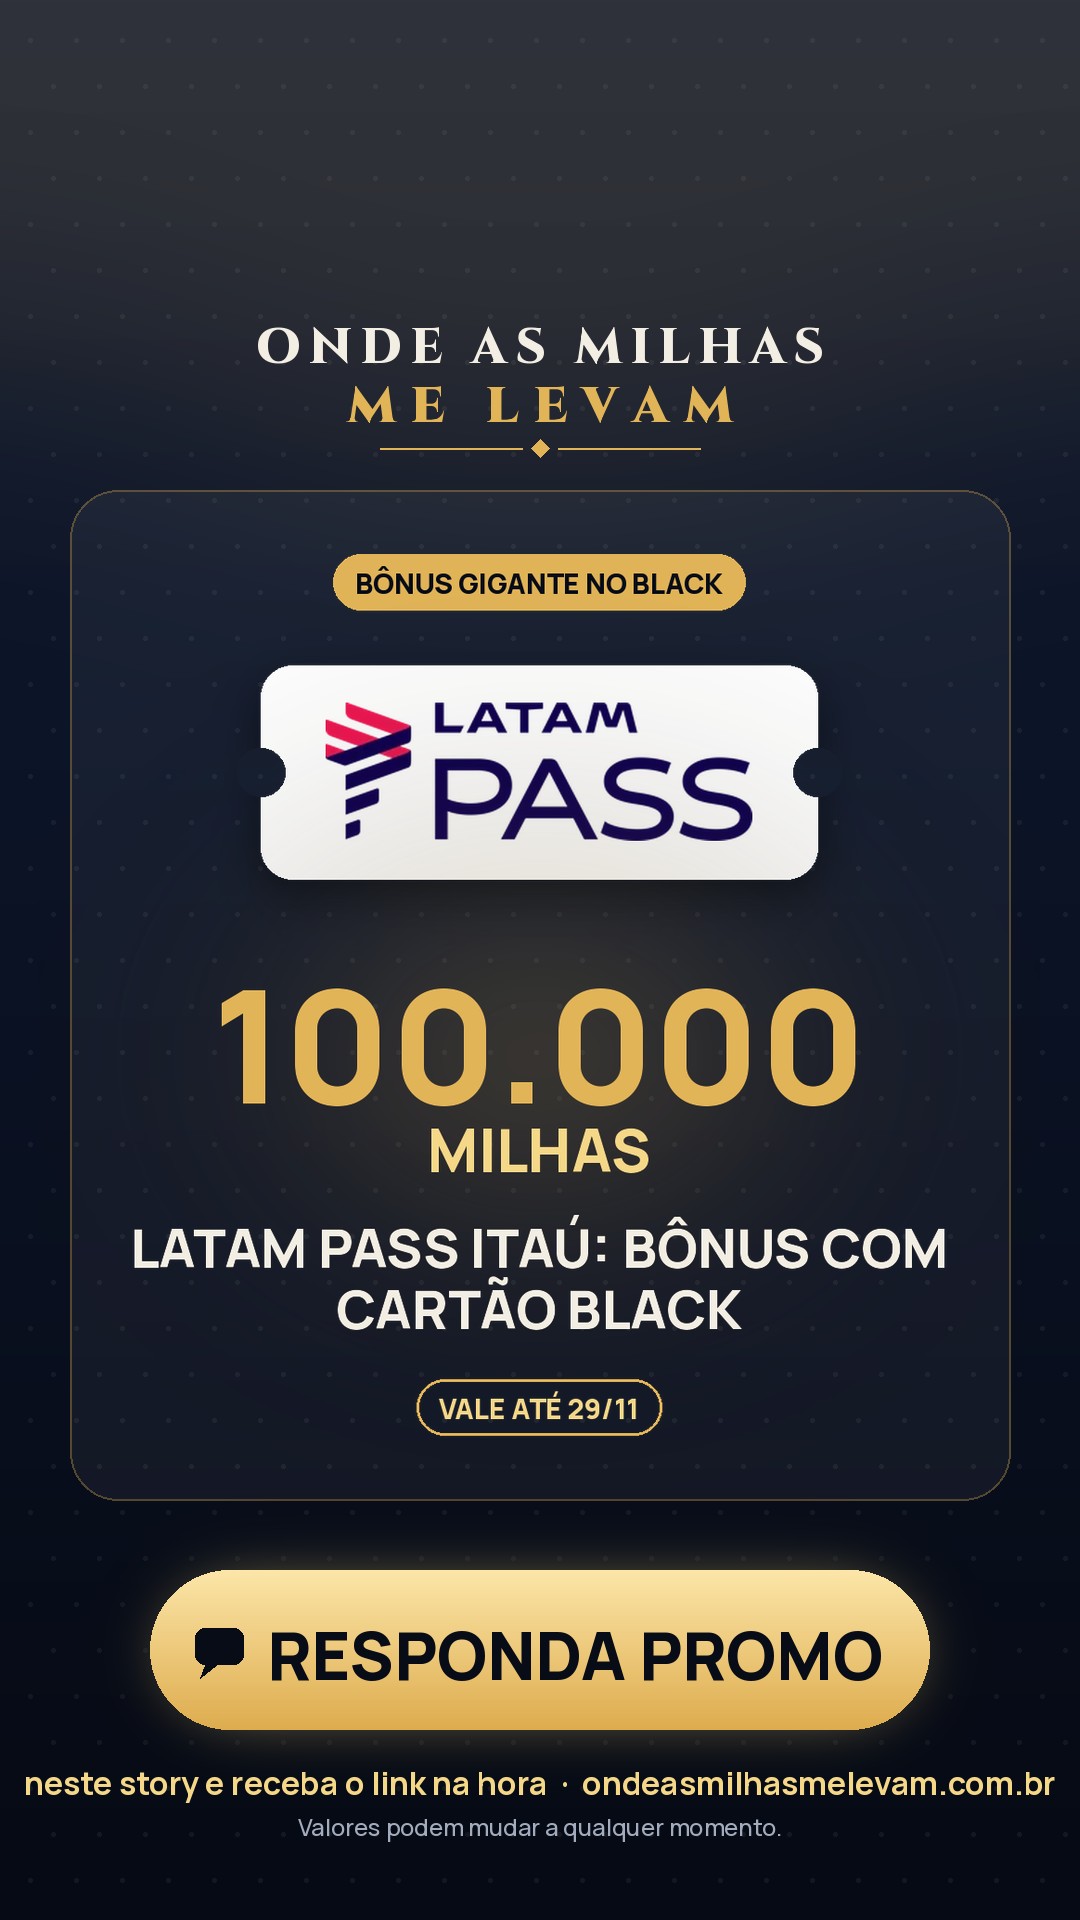 ONDE AS MILHAS
ME LEVAM
BÔNUS GIGANTE NO BLACK
LATAM
PASS
100.000
MILHAS
LATAM PASS ITAÚ: BÔNUS COM
CARTÃO BLACK
VALE ATÉ 29/11
RESPONDA PROMO
neste story e receba o link na hora · ondeasmilhasmelevam.com.br
Valores podem mudar a qualquer momento.